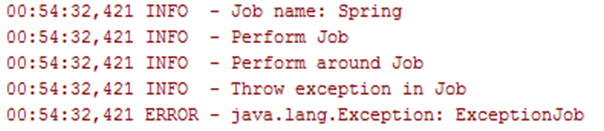 00:54:32,421 INFO  - Job name: Spring
00:54:32,421 INFO  - Perform Job
00:54:32,421 INFO  - Perform around Job
00:54:32,421 INFO  - Throw exception in Job
00:54:32,421 ERROR - java.lang.Exception: ExceptionJob